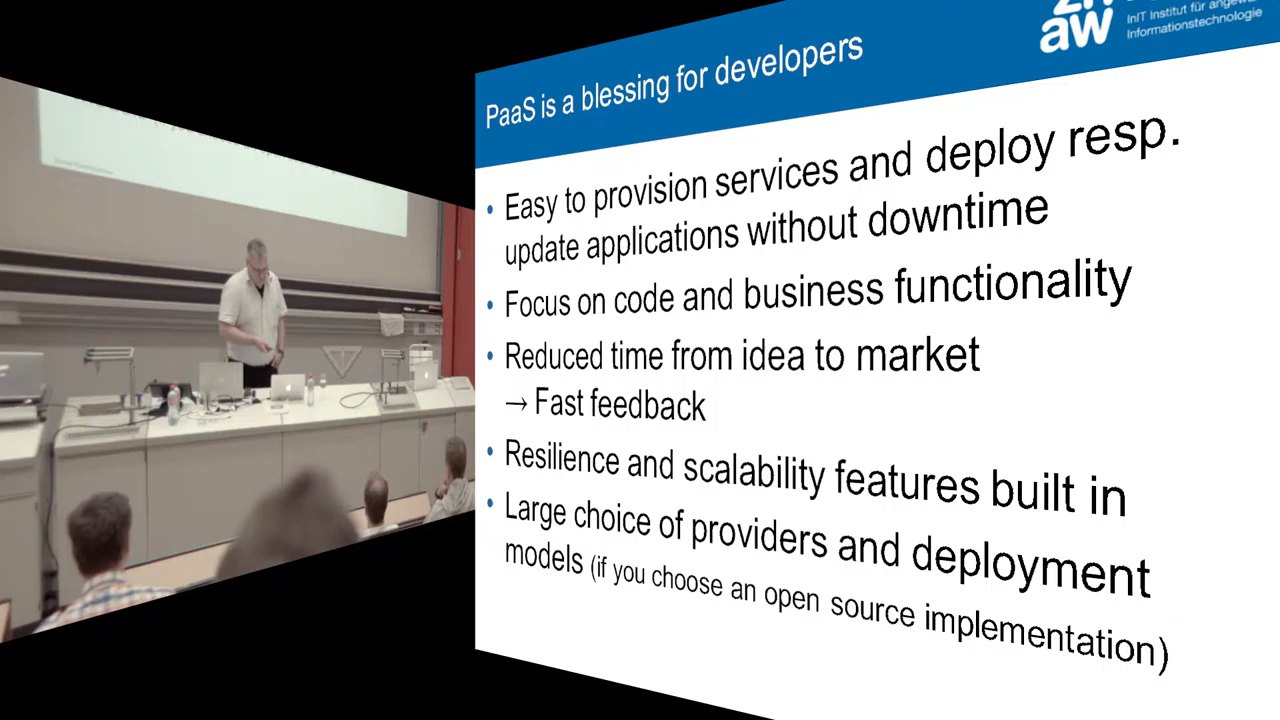 aw
InIT Institut für
Informationstechnologie
PaaS is a blessing for developers
• Easy to provision services and deploy resp.
update applications without downtime
• Focus on code and business functionality
• Reduced time from idea to market
→ Fast feedback
• Resilience and scalability features built in
• Large choice of providers and deployment
models (if you choose an open source implementation)